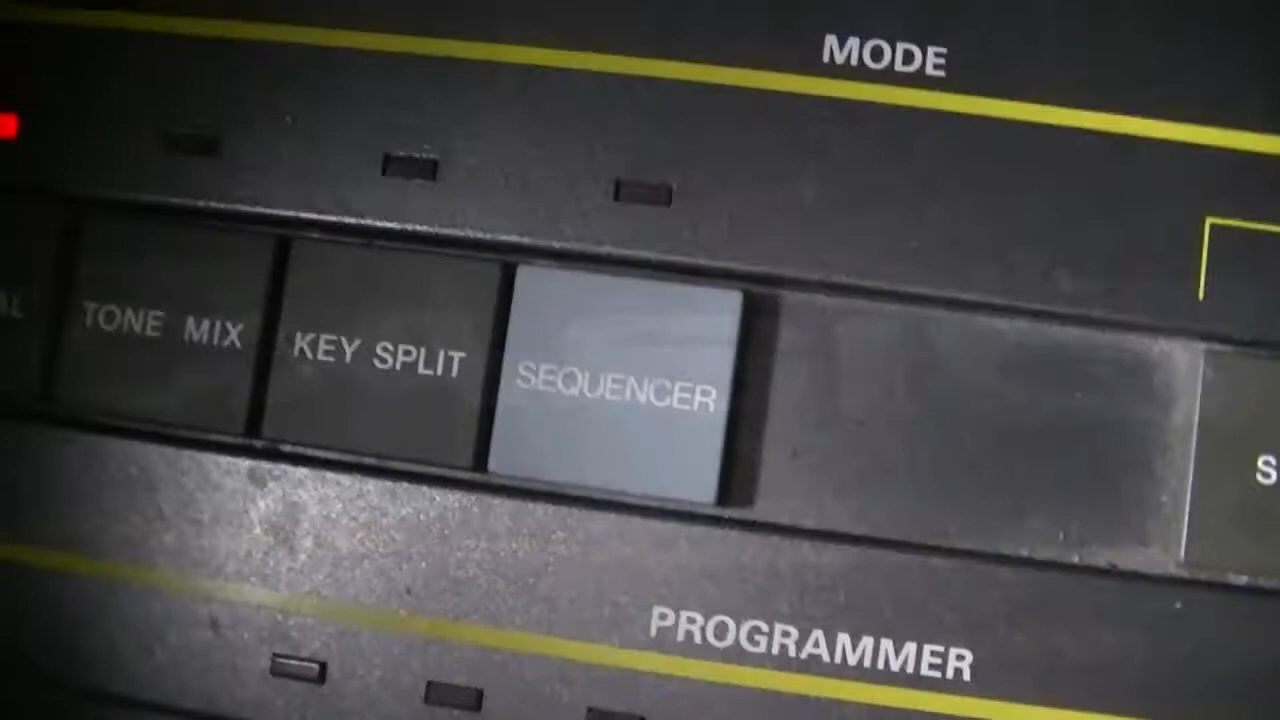 MODE
TONE MIX
KEY SPLIT
SEQUENCER
PROGRAMMER